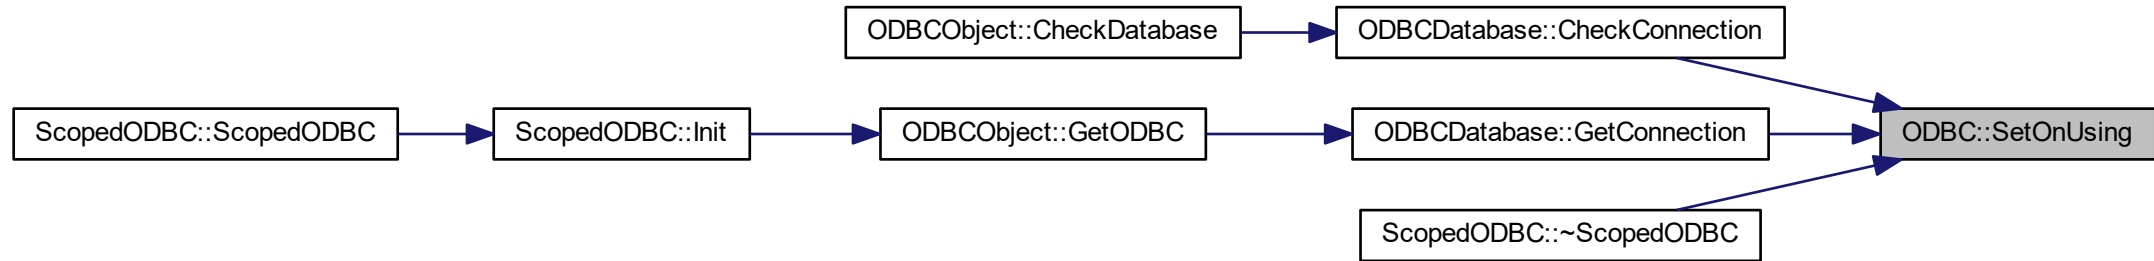 ODBCObject::CheckDatabase
ODBCDatabase::CheckConnection
ScopedODBC::ScopedODBC
ScopedODBC::Init
ODBCObject::GetODBC
ODBCDatabase::GetConnection
ODBC::SetOnUsing
ScopedODBC::~ScopedODBC